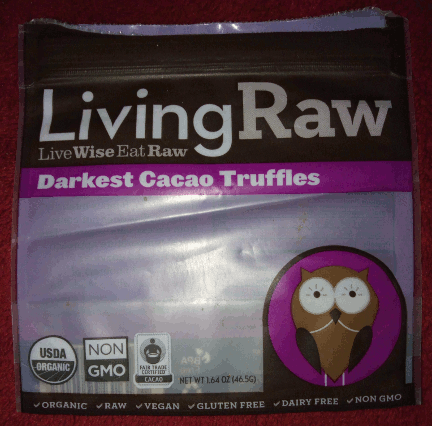 LivingRaw
LiveWiseEatRaw
Darkest Cacao Truffles
USDA
ORGANIC
NON
GMO
FAIR TRADE
CERTIFIED
CACAO
NET WT 1.64 OZ (46.5G)
✓ORGANIC ✓RAW ✓VEGAN ✓GLUTEN FREE ✓DAIRY FREE ✓NON GMO